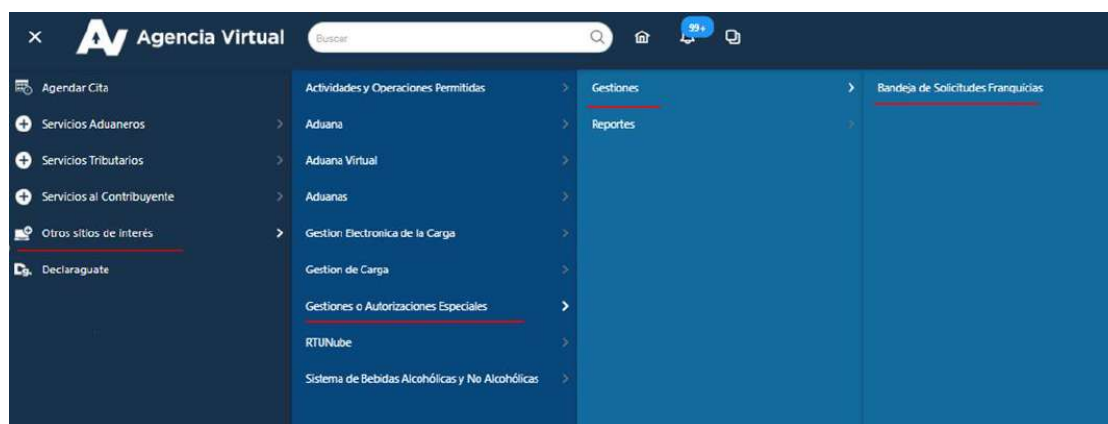 Agencia Virtual
Buscar
99+
Agendar Cita
Servicios Aduaneros
Servicios Tributarios
Servicios al Contribuyente
Otros sitios de interés
Dg. Declaraguate
Actividades y Operaciones Permitidas
Aduana
Aduana Virtual
Aduanas
Gestion Electronica de la Carga
Gestion de Carga
Gestiones o Autorizaciones Especiales
RTUNube
Sistema de Bebidas Alcohólicas y No Alcohólicas
Gestiones
Reportes
Bandeja de Solicitudes Franquicias